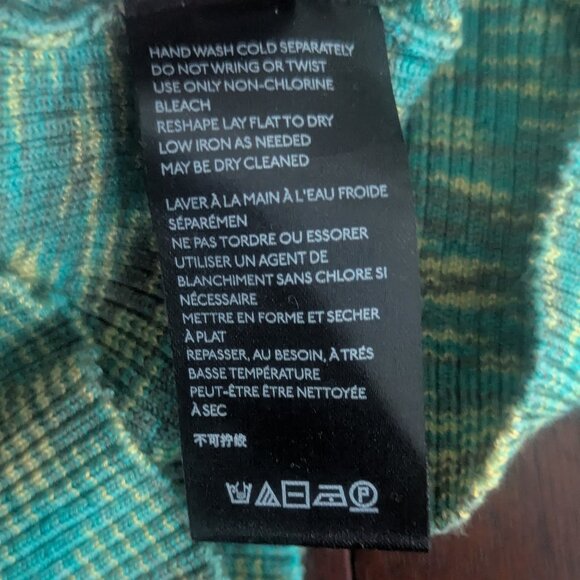 HAND WASH COLD SEPARATELY
DO NOT WRING OR TWIST
USE ONLY NON-CHLORINE
BLEACH
RESHAPE LAY FLAT TO DRY
LOW IRON AS NEEDED
MAY BE DRY CLEANED
LAVER À LA MAIN À L'EAU FROIDE
SÉPARÉMEN
NE PAS TORDRE OU ESSORER
UTILISER UN AGENT DE
BLANCHIMENT SANS CHLORE SI
NÉCESSAIRE
METTRE EN FORME ET SECHER
À PLAT
REPASSER, AU BESOIN, À TRÉS
BASSE TEMPÉRATURE
PEUT-ÊTRE ÊTRE NETTOYÉE
À SEC
不可拧绞
P